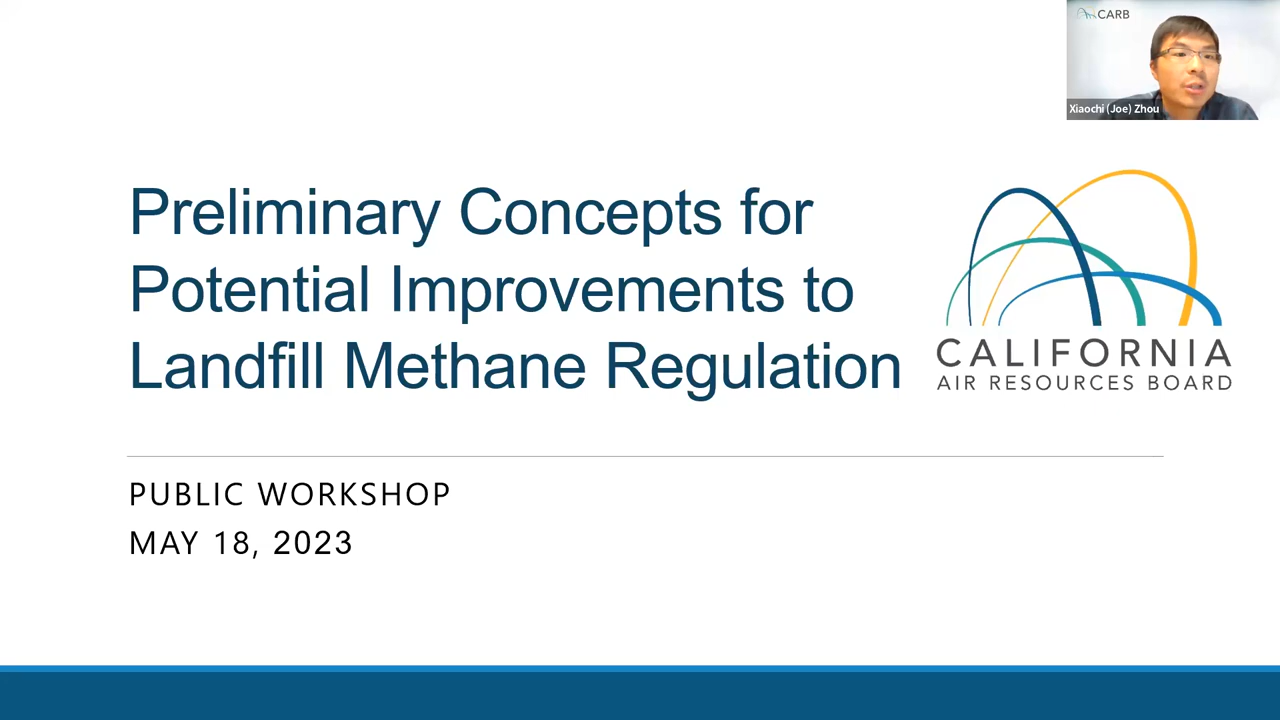 CARB
Xiaochi (Joe) Zhou
Preliminary Concepts for
Potential Improvements to
Landfill Methane Regulation
CALIFORNIA
AIR RESOURCES BOARD
PUBLIC WORKSHOP
MAY 18, 2023